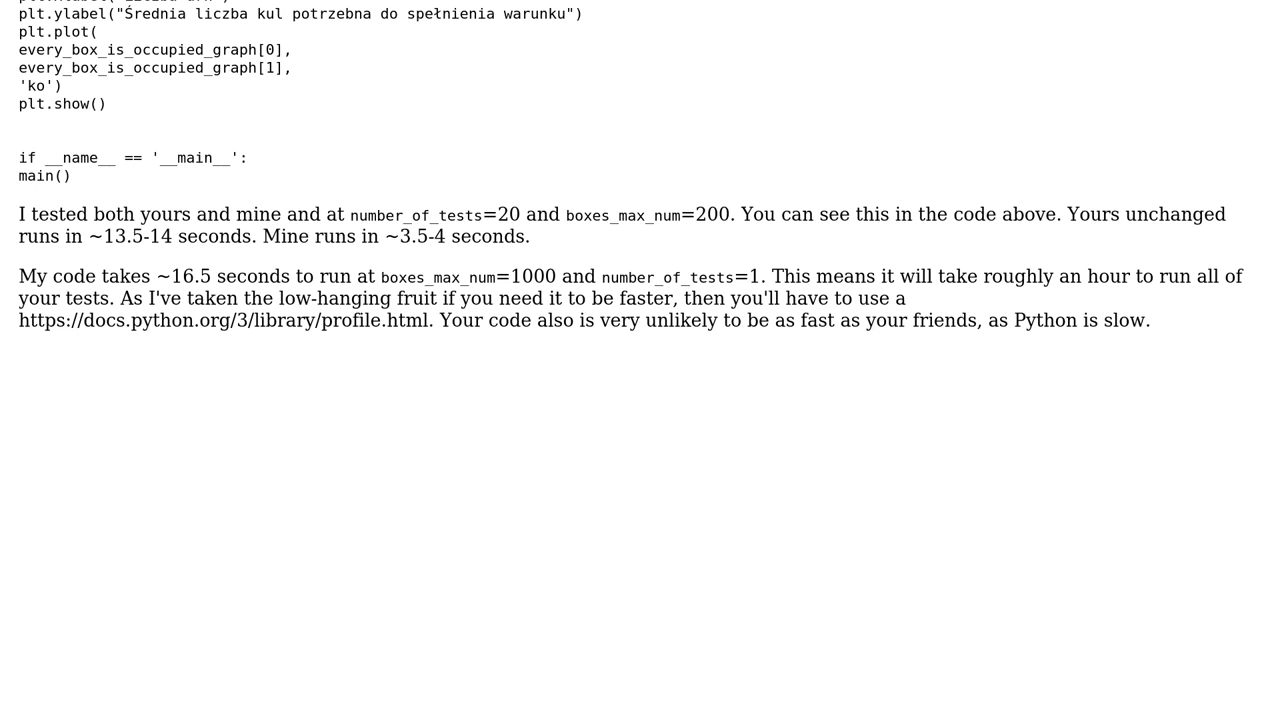 plt.ylabel("Średnia liczba kul potrzebna do spełnienia warunku")
plt.plot(
every_box_is_occupied_graph[0],
every_box_is_occupied_graph[1],
'ko')
plt.show()
if __name__ == '__main__':
main()
I tested both yours and mine and at number_of_tests=20 and boxes_max_num=200. You can see this in the code above. Yours unchanged
runs in ~13.5-14 seconds. Mine runs in ~3.5-4 seconds.
My code takes ~16.5 seconds to run at boxes_max_num=1000 and number_of_tests=1. This means it will take roughly an hour to run all of
your tests. As I've taken the low-hanging fruit if you need it to be faster, then you'll have to use a
https://docs.python.org/3/library/profile.html. Your code also is very unlikely to be as fast as your friends, as Python is slow.